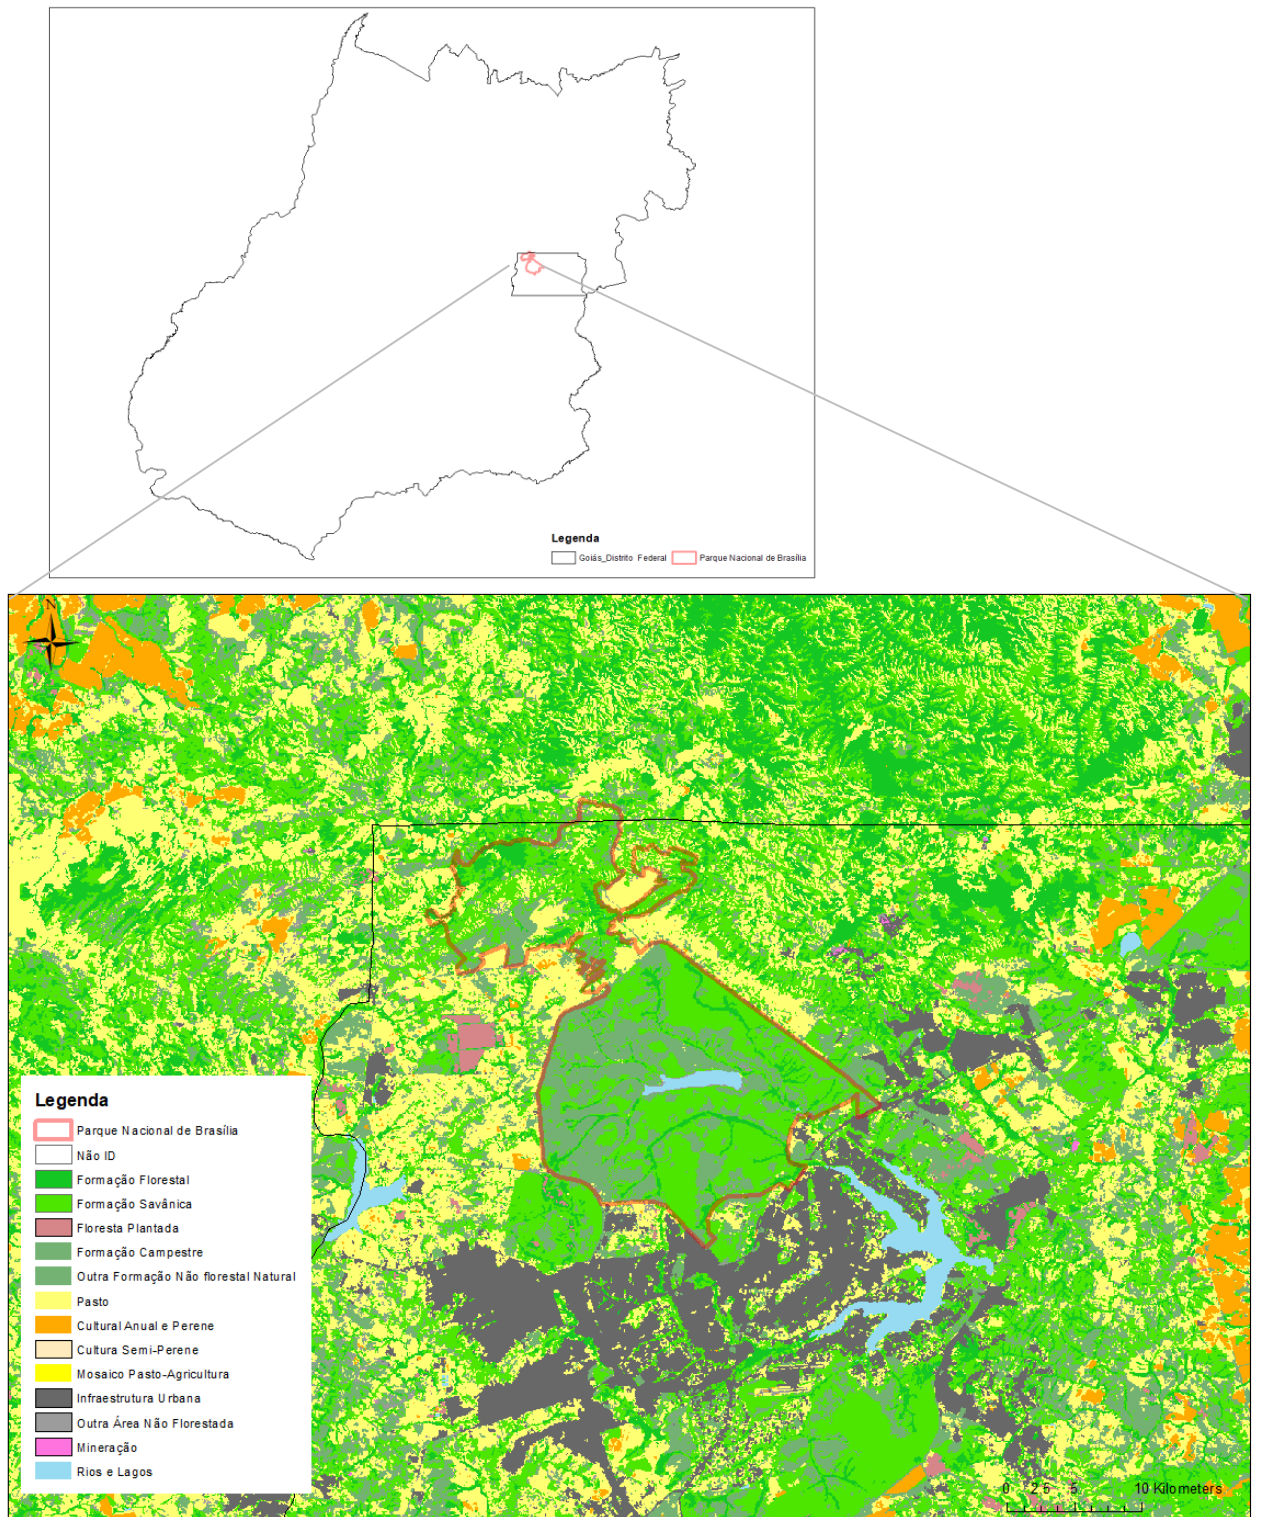 Legenda
Goiás_Distrito Federal Parque Nacional de Brasília
N
Legenda
Parque Nacional de Brasília
Não ID
Formação Florestal
Formação Savânica
Floresta Plantada
Formação Campestre
Outra Formação Não florestal Natural
Pasto
Cultural Anual e Perene
Cultura Semi-Perene
Mosaico Pasto-Agricultura
Infraestrutura Urbana
Outra Área Não Florestada
Mineração
Rios e Lagos
0 2 5 5 10 Kilometers